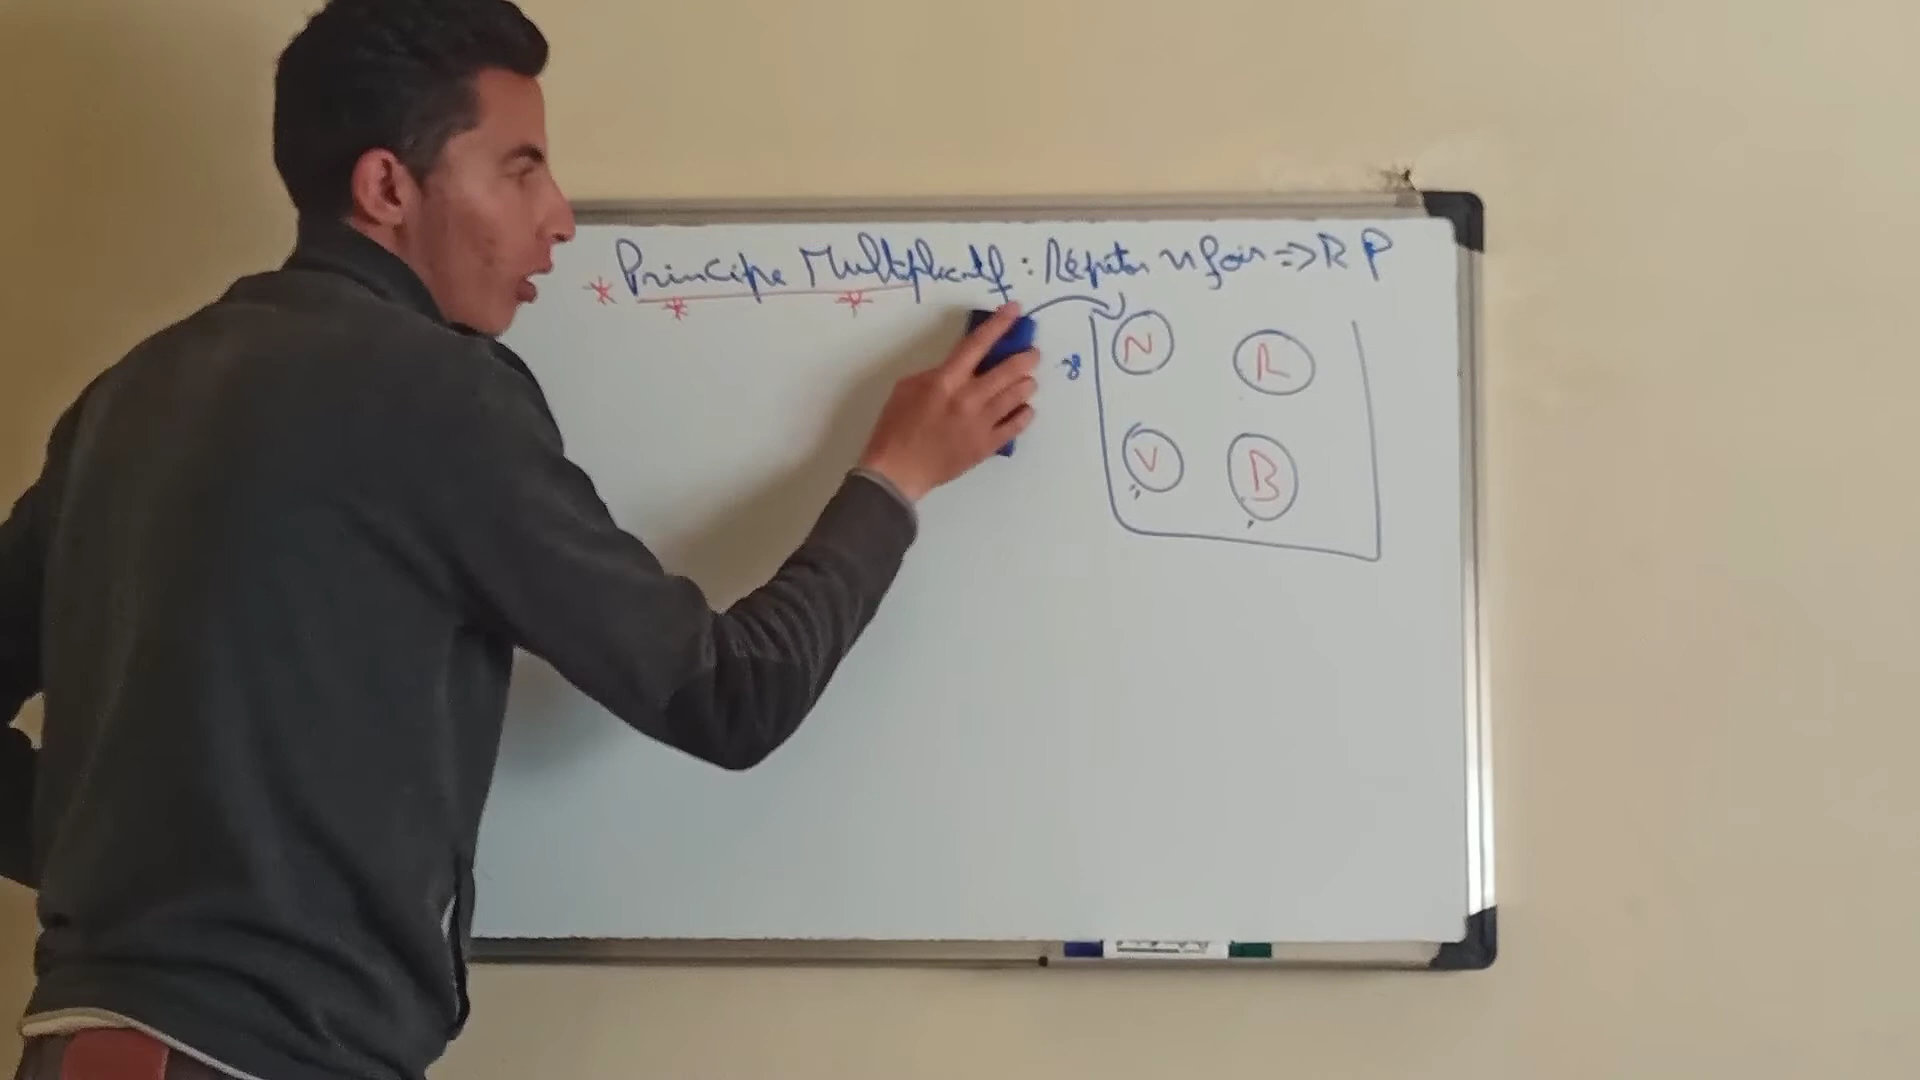 * Principe Multiplicatif : Répéter n fois => R P
N R
V B